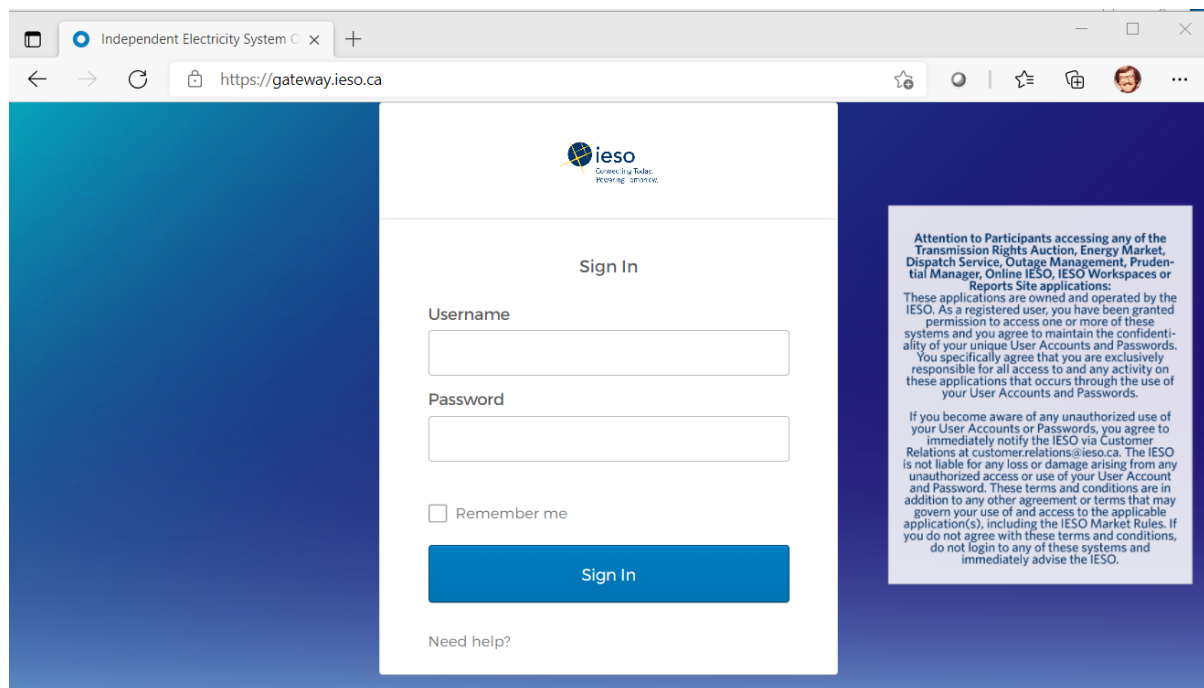 Independent Electricity System C
https://gateway.ieso.ca
ieso
Connecting Today.
Powering Tomorrow.
Sign In
Username
Password
Remember me
Sign In
Need help?
Attention to Participants accessing any of the
Transmission Rights Auction, Energy Market,
Dispatch Service, Outage Management, Pruden-
tial Manager, Online IESO, IESO Workspaces or
Reports Site applications:
These applications are owned and operated by the
IESO. As a registered user, you have been granted
permission to access one or more of these
systems and you agree to maintain the confidenti-
ality of your unique User Accounts and Passwords.
You specifically agree that you are exclusively
responsible for all access to and any activity on
these applications that occurs through the use of
your User Accounts and Passwords.
If you become aware of any unauthorized use of
your User Accounts or Passwords, you agree to
immediately notify the IESO via Customer
Relations at customer.relations@ieso.ca. The IESO
is not liable for any loss or damage arising from any
unauthorized access or use of your User Account
and Password. These terms and conditions are in
addition to any other agreement or terms that may
govern your use of and access to the applicable
application(s), including the IESO Market Rules. If
you do not agree with these terms and conditions,
do not login to any of these systems and
immediately advise the IESO.